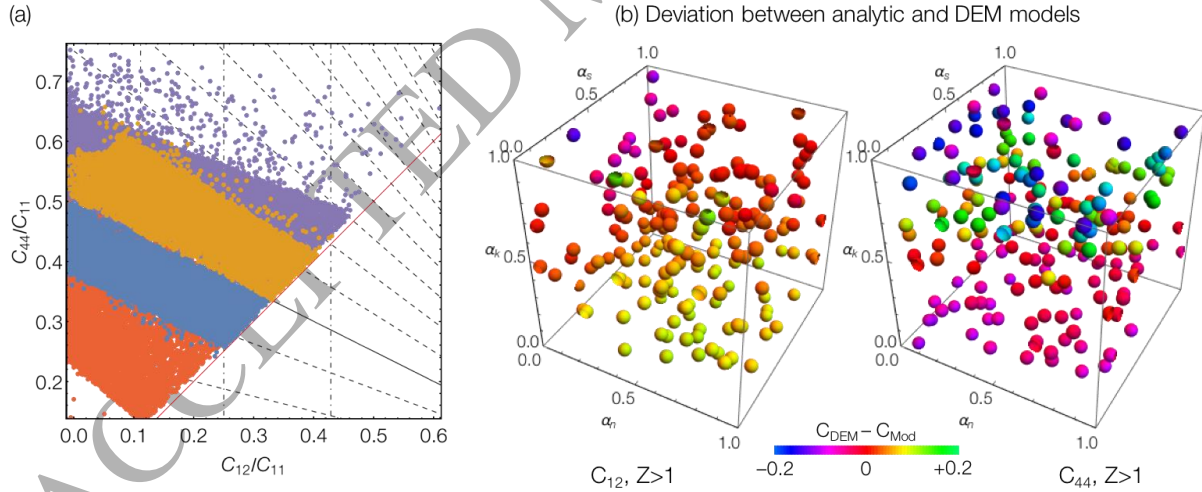 (a)
(b) Deviation between analytic and DEM models
ACCEPTED M
C44/C11
0.7
0.6
0.5
0.4
0.3
0.2
0.0 0.1 0.2 0.3 0.4 0.5 0.6
C12/C11
1.0
αs
0.5
1.0 0.0
αk
0.5
0.0
0.0
0.5
αn
1.0
1.0
αs
0.5
1.0 0.0
αk
0.5
0.0
0.0
0.5
αn
1.0
CDEM – CMod
−0.2 0 +0.2
C12, Z>1
C44, Z>1